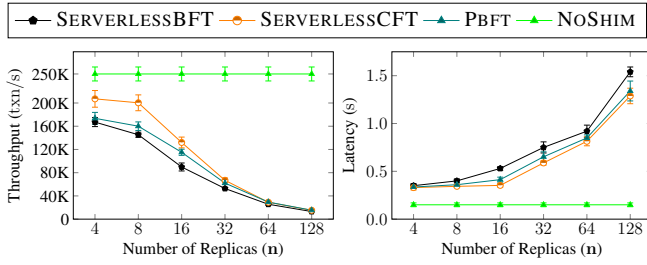 SERVERLESSBFT SERVERLESSCFT PBFT NOSHIM
Throughput (txn/s)
250K
200K
160K
120K
80K
40K
0
4 8 16 32 64 128
Number of Replicas (n)
Latency (s)
1.5
1.0
0.5
0.0
4 8 16 32 64 128
Number of Replicas (n)